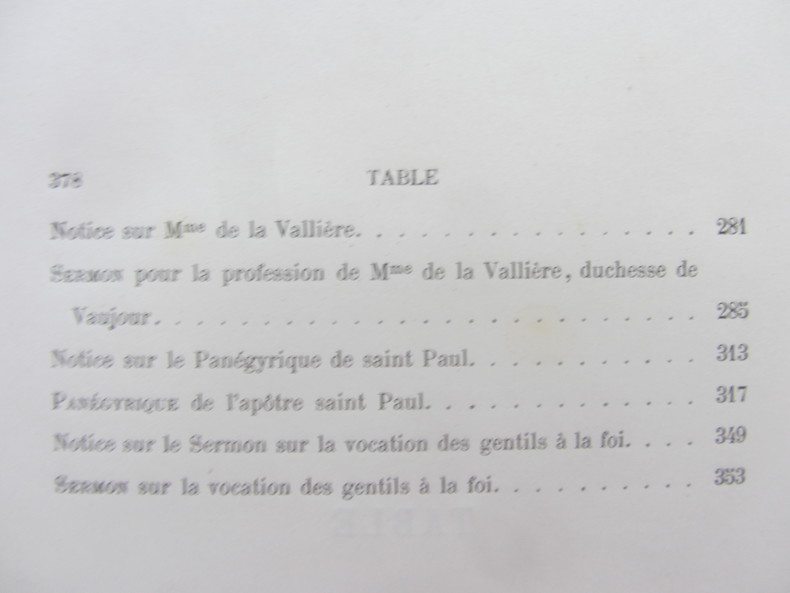 378 TABLE
Notice sur Mme de la Vallière. . . . . . . . . . . . . . . . . 281
SERMON pour la profession de Mme de la Vallière, duchesse de
Vaujour. . . . . . . . . . . . . . . . . . . . . . . . . . . 285
Notice sur le Panégyrique de saint Paul. . . . . . . . . . . . 313
PANÉGYRIQUE de l'apôtre saint Paul. . . . . . . . . . . . . . 317
Notice sur le Sermon sur la vocation des gentils à la foi. . . . 349
SERMON sur la vocation des gentils à la foi. . . . . . . . . . 353
TABLE